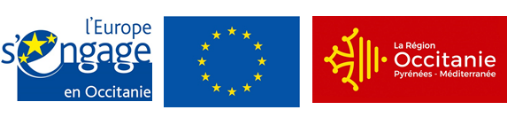 l'Europe
s'engage
en Occitanie
La Région
Occitanie
Pyrénées - Méditerranée